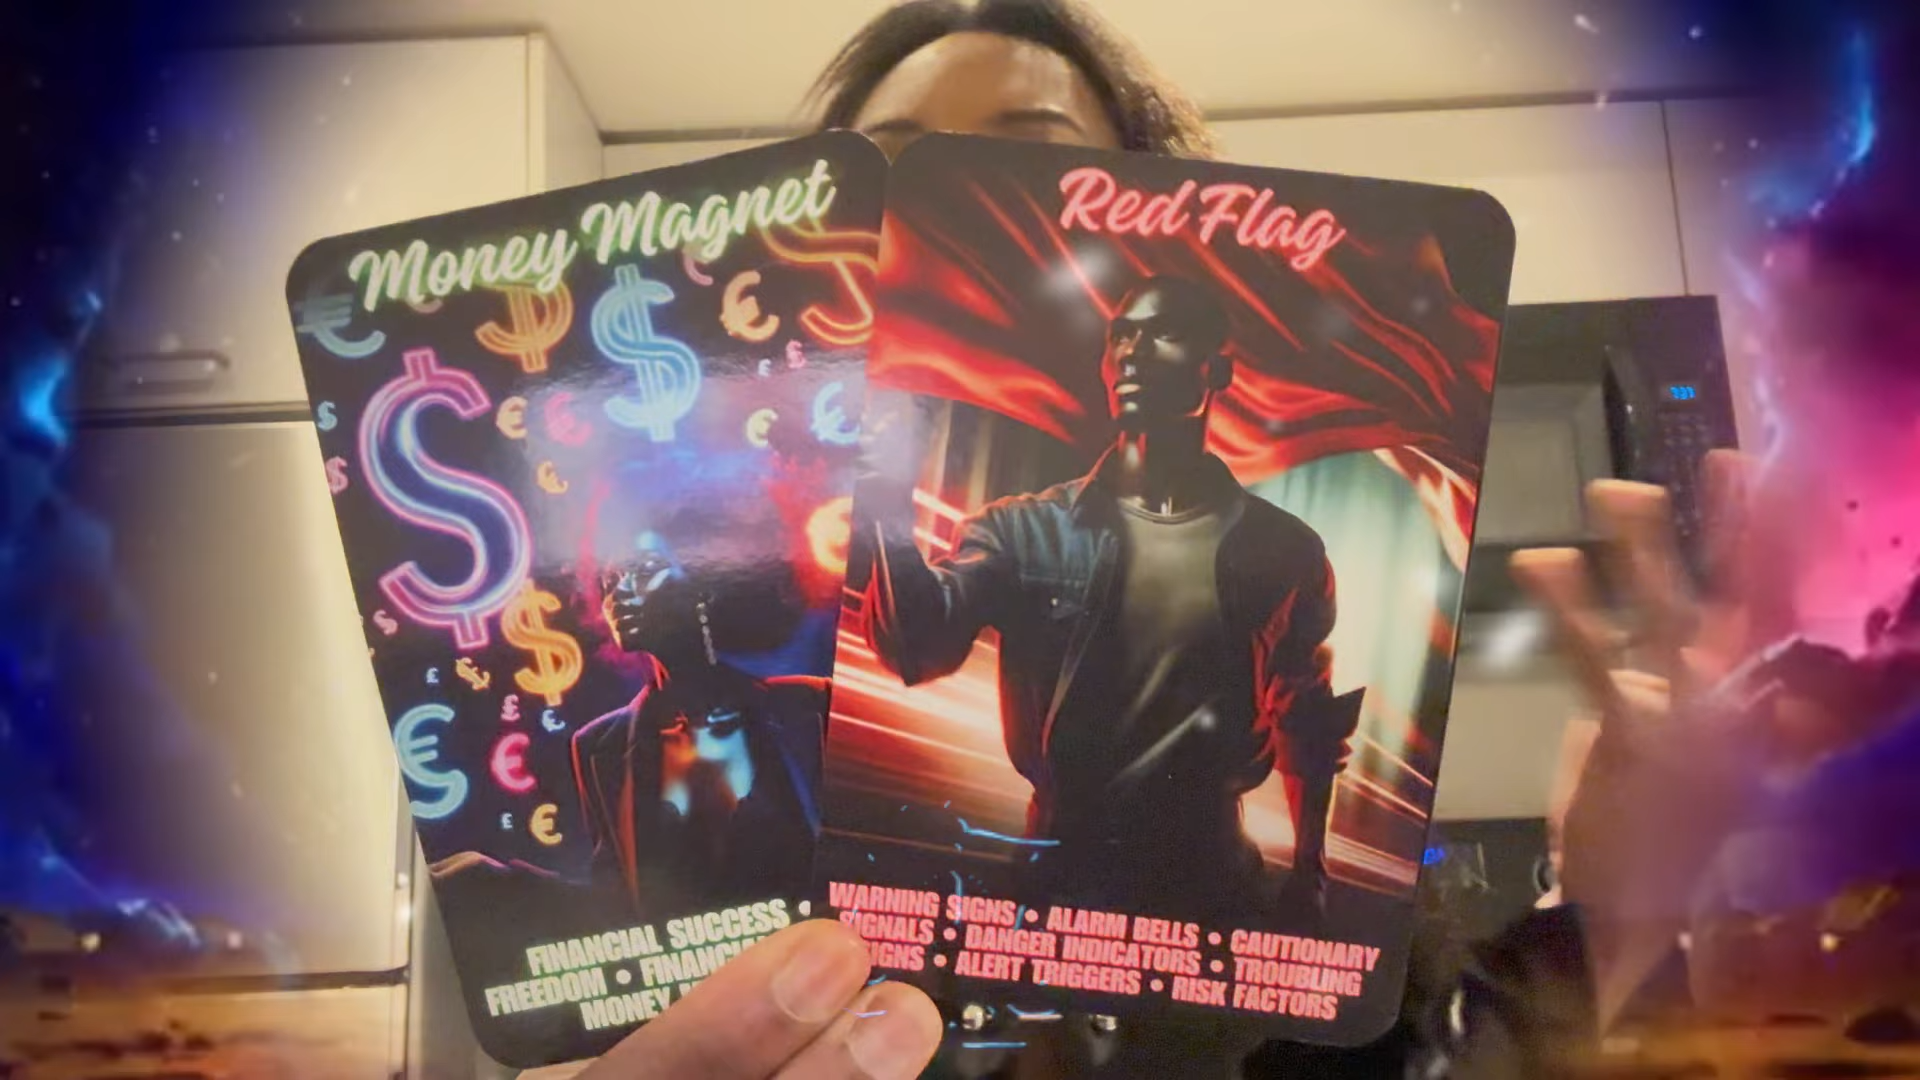 Money Magnet
FINANCIAL SUCCESS •
FREEDOM •
MONEY
Red Flag
WARNING SIGNS • ALARM BELLS • CAUTIONARY
SIGNALS • DANGER INDICATORS • TROUBLING
SIGNS • ALERT TRIGGERS • RISK FACTORS